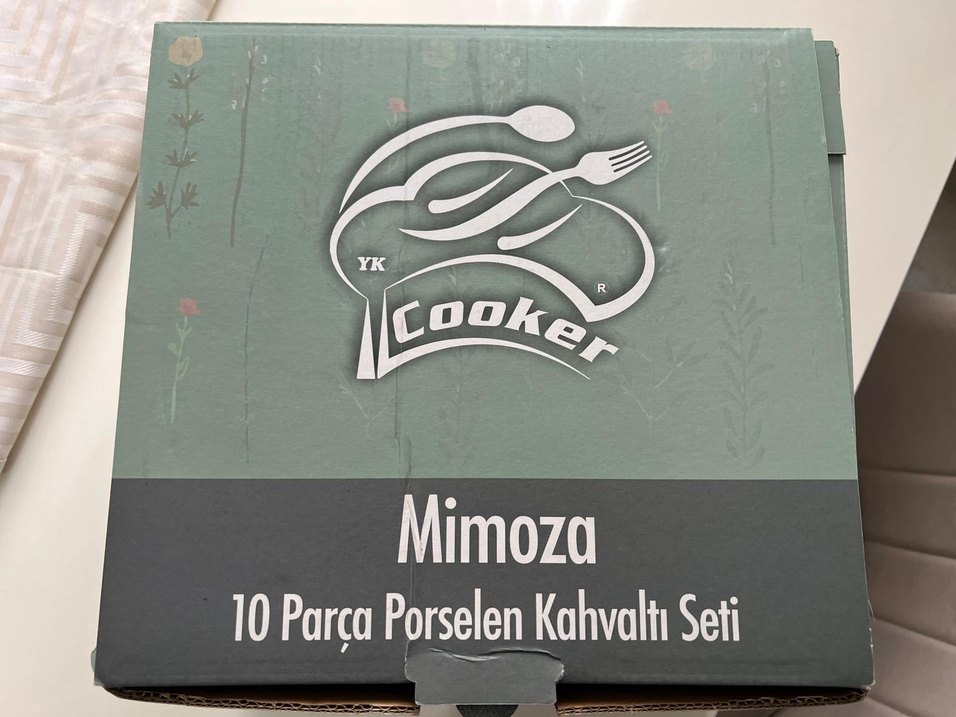 YK
®
Cooker
Mimoza
10 Parça Porselen Kahvaltı Seti